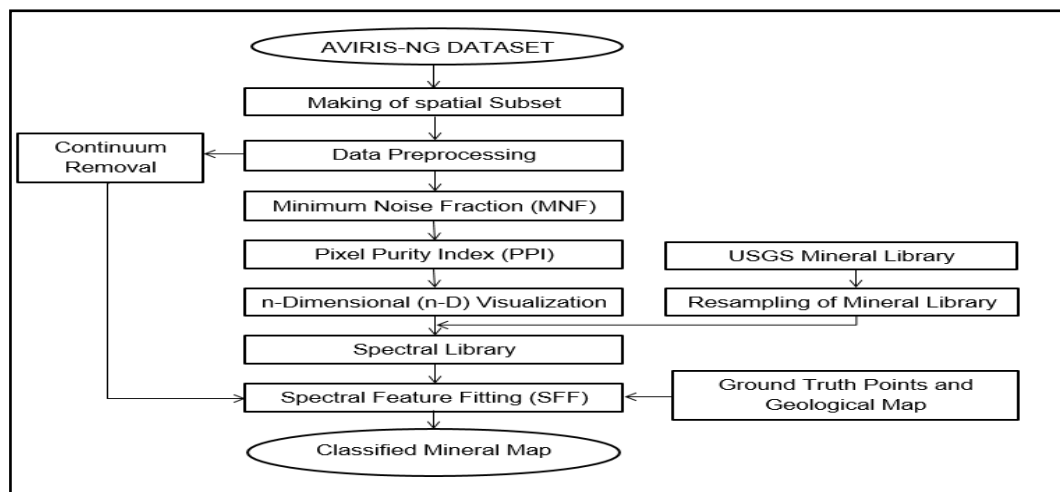 AVIRIS-NG DATASET
Making of spatial Subset
Continuum
Removal
Data Preprocessing
Minimum Noise Fraction (MNF)
Pixel Purity Index (PPI)
USGS Mineral Library
n-Dimensional (n-D) Visualization
Resampling of Mineral Library
Spectral Library
Spectral Feature Fitting (SFF)
Ground Truth Points and
Geological Map
Classified Mineral Map